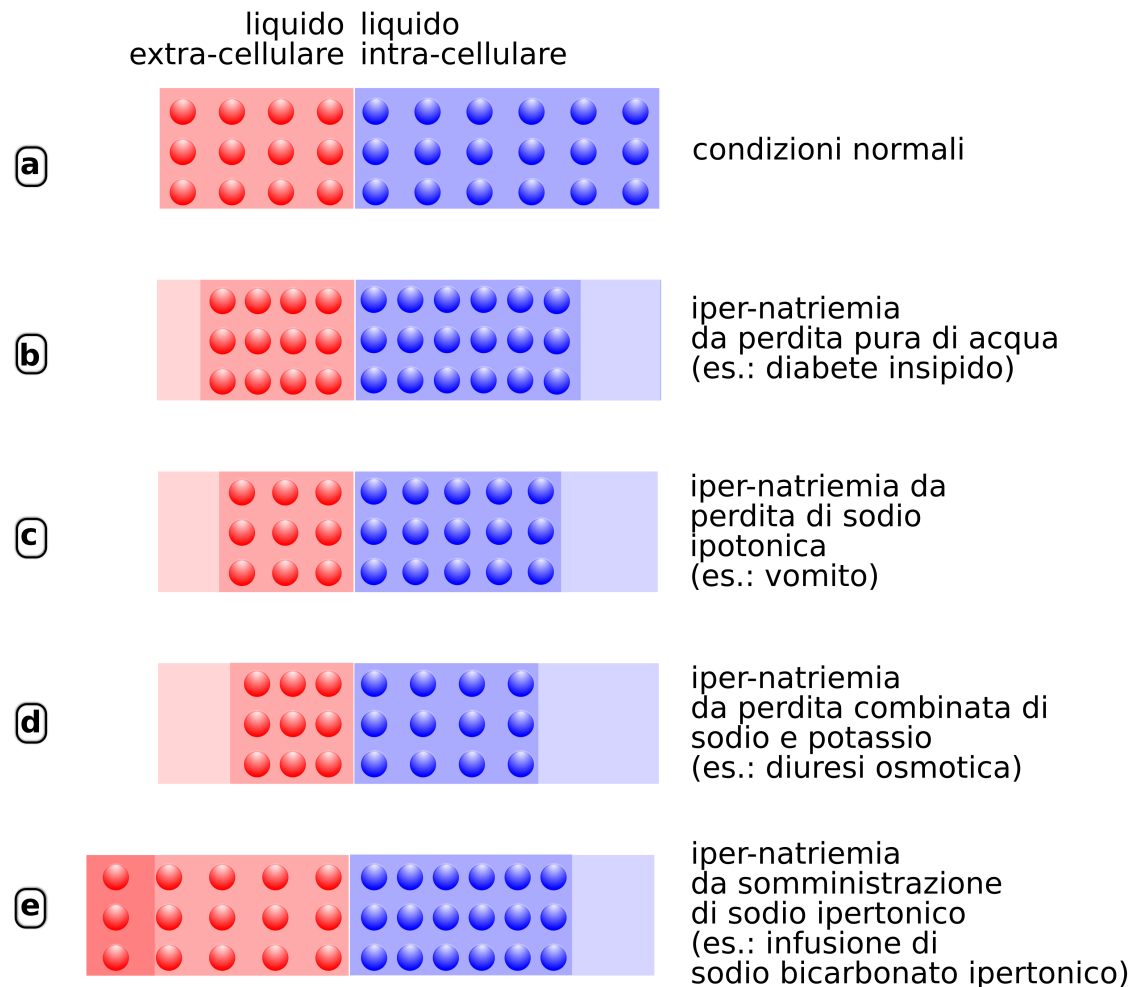 liquido extra-cellulare
liquido intra-cellulare
a
condizioni normali
b
iper-natriemia
da perdita pura di acqua
(es.: diabete insipido)
c
iper-natriemia da
perdita di sodio
ipotonica
(es.: vomito)
d
iper-natriemia
da perdita combinata di
sodio e potassio
(es.: diuresi osmotica)
e
iper-natriemia
da somministrazione
di sodio ipertonico
(es.: infusione di
sodio bicarbonato ipertonico)